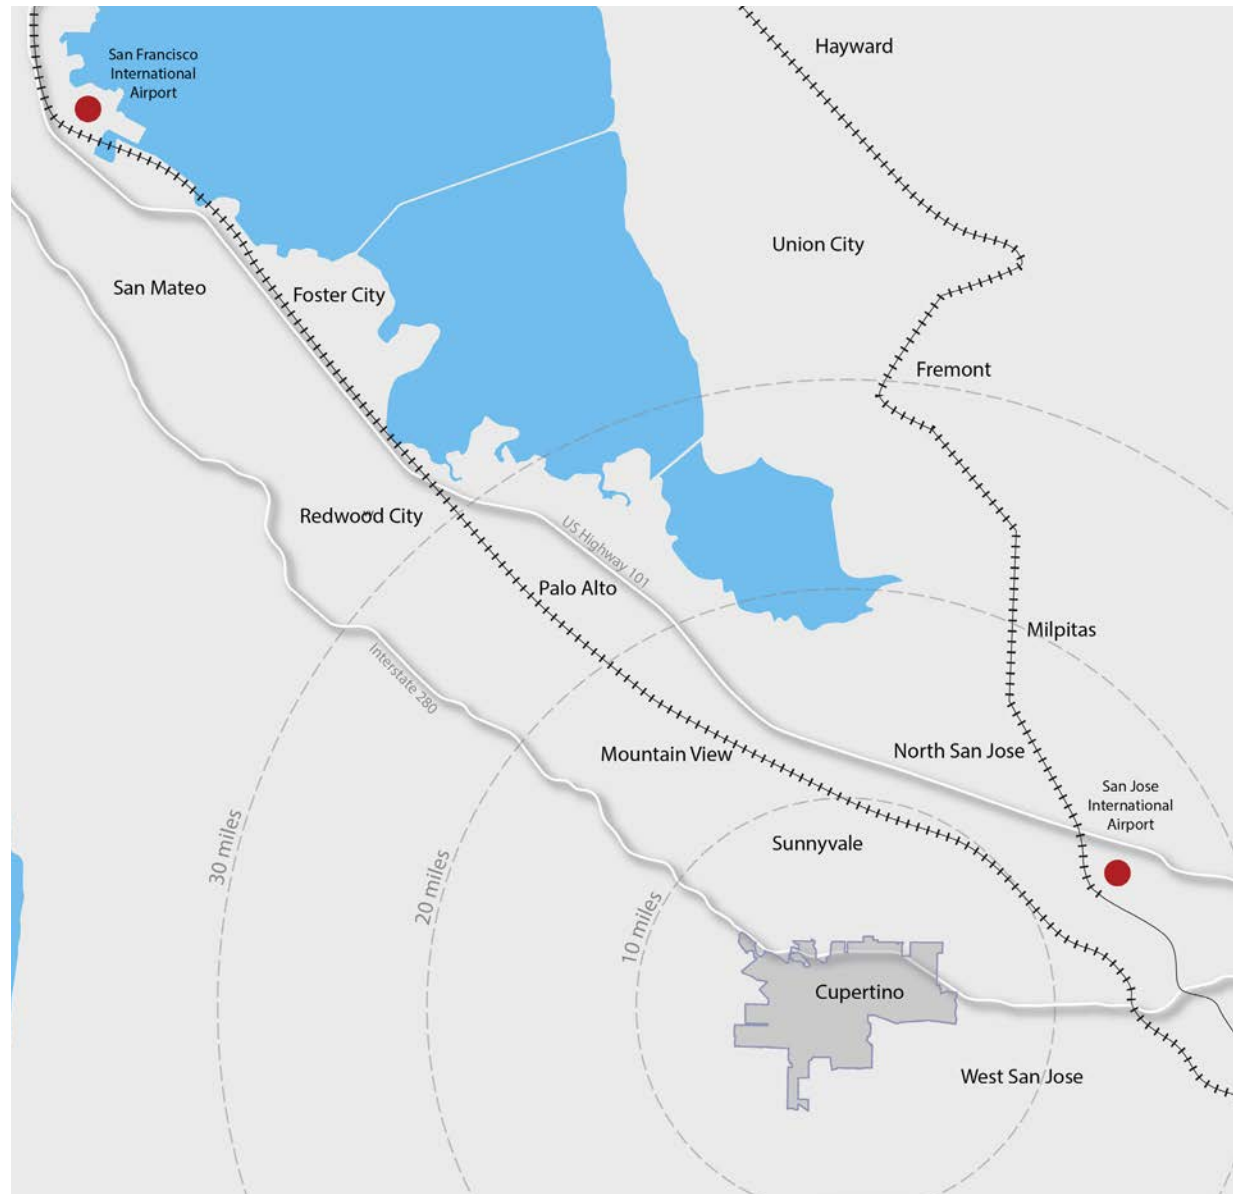 Hayward
San Francisco
International
Airport
Union City
San Mateo
Foster City
Fremont
Redwood City
US Highway 101
Palo Alto
Milpitas
Interstate 280
Mountain View
North San Jose
San Jose
International
Airport
Sunnyvale
30 miles
20 miles
10 miles
Cupertino
West San Jose